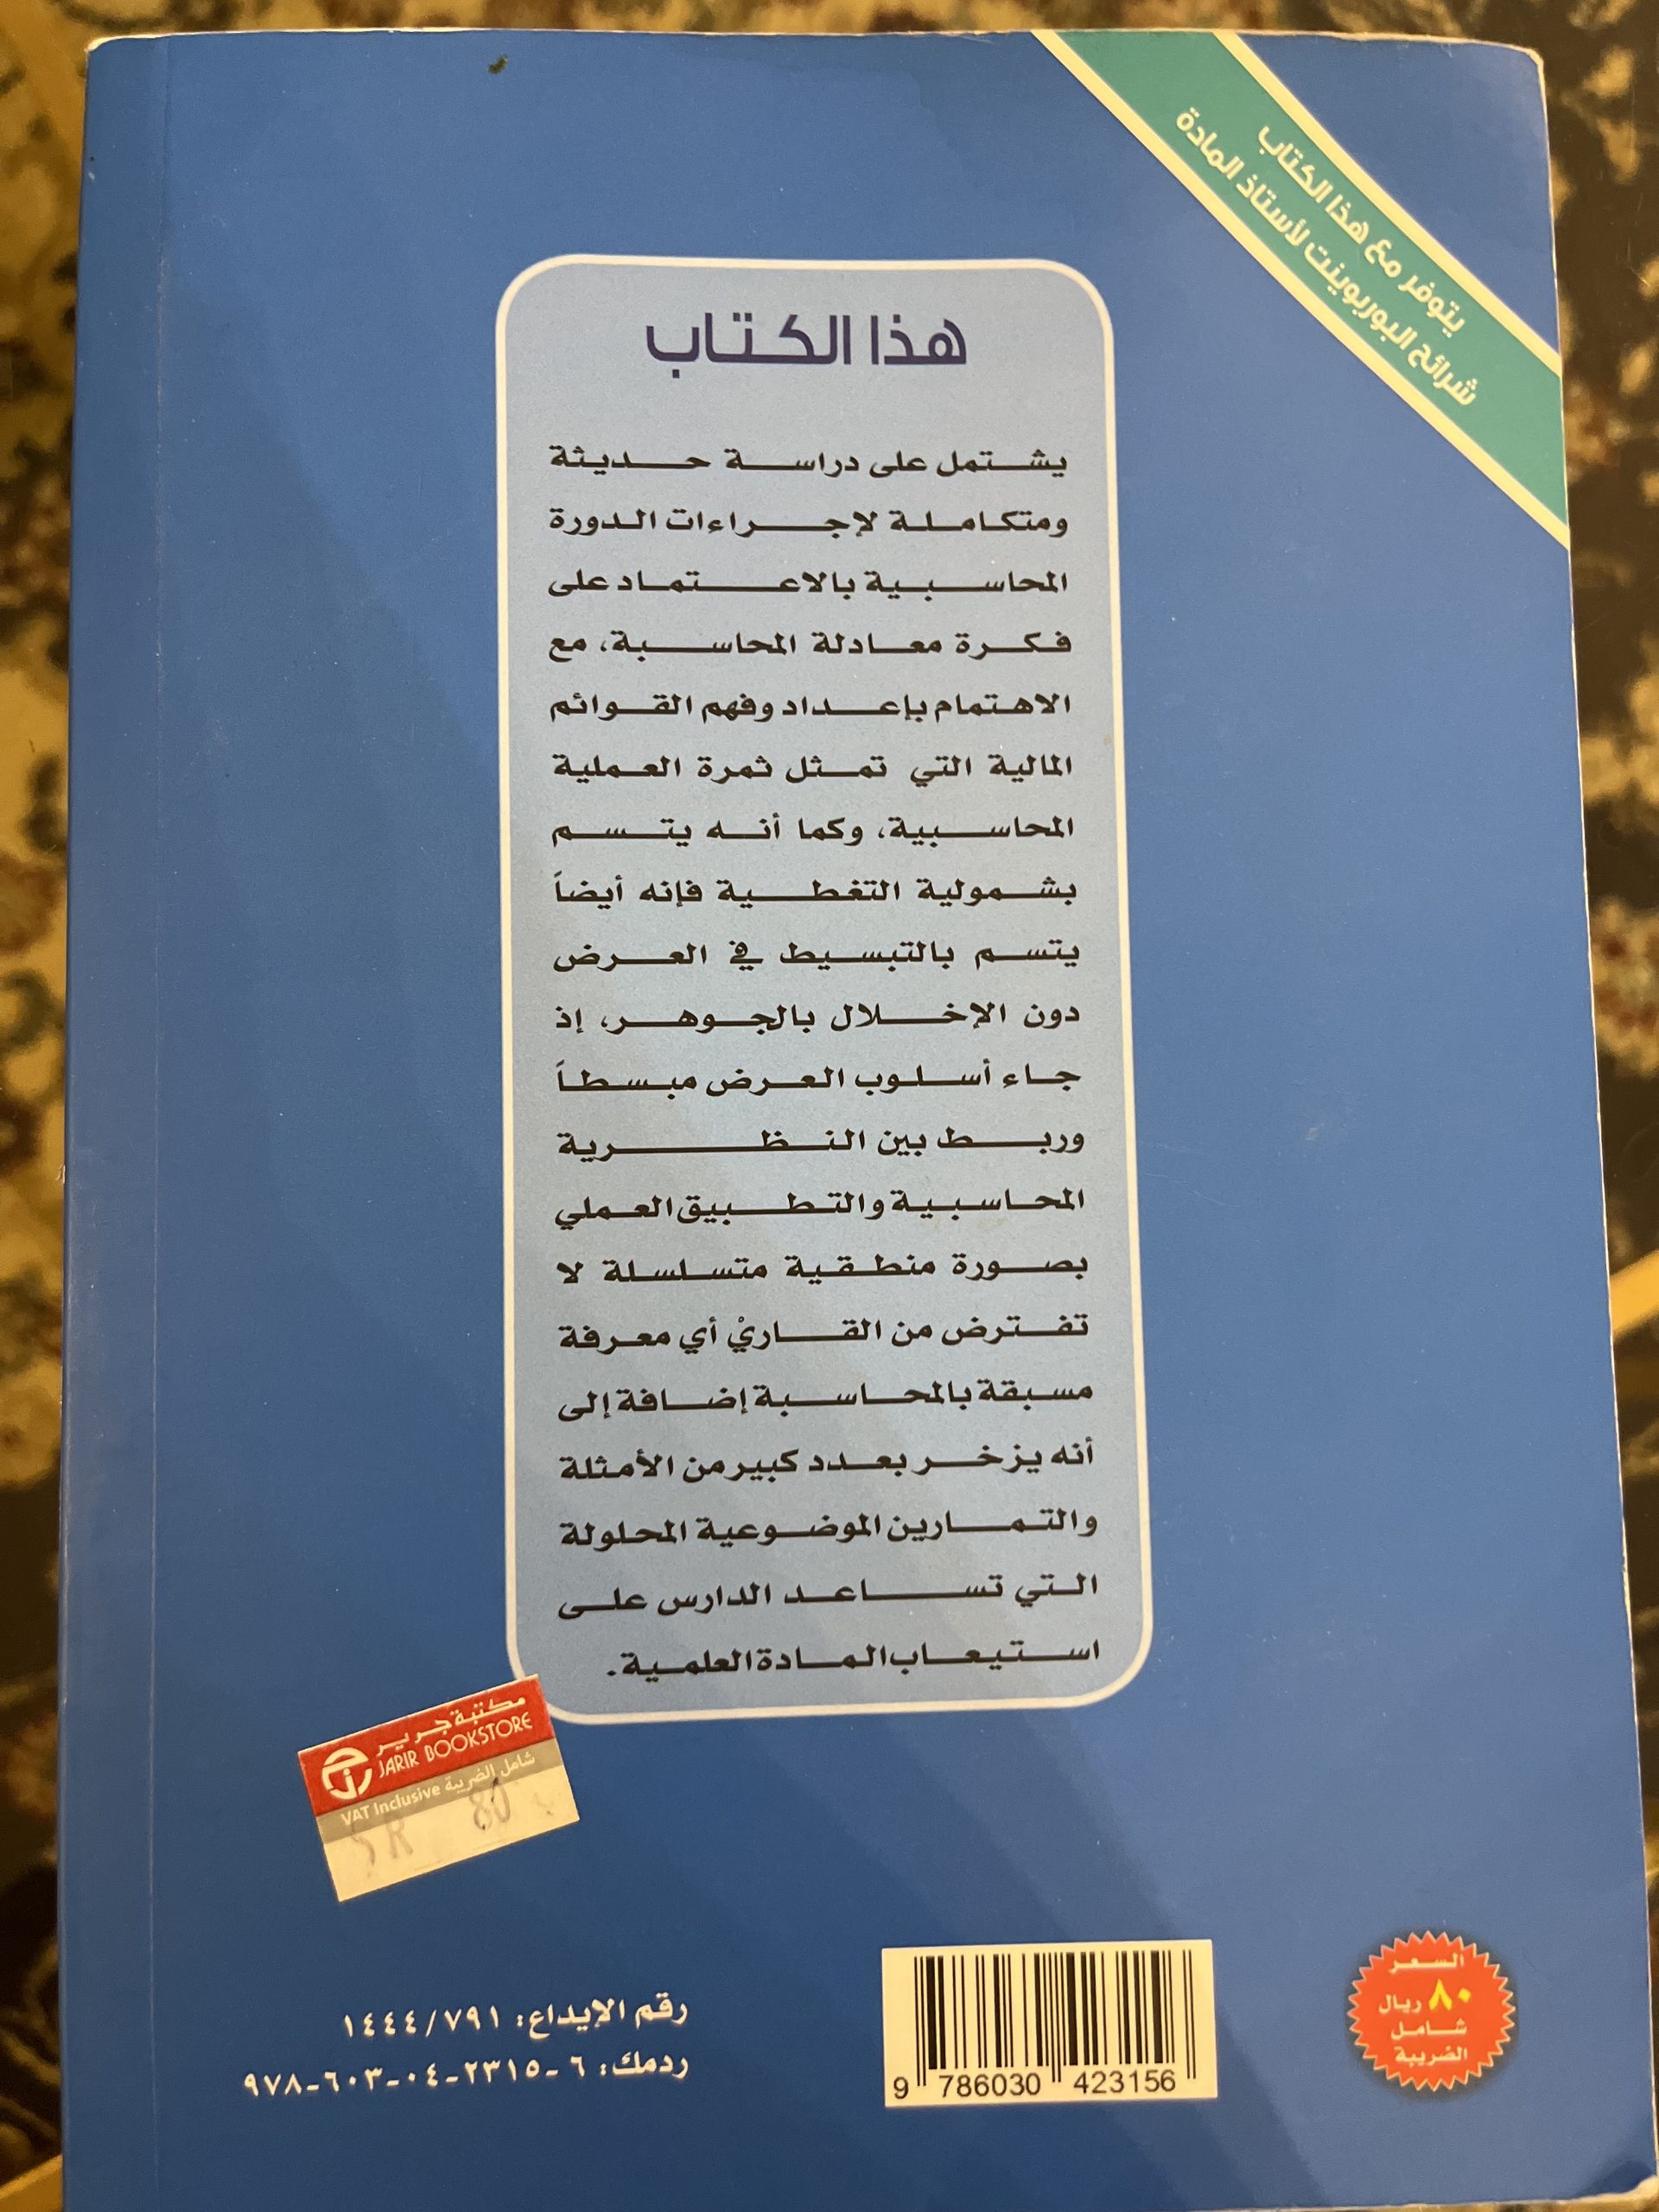 يتوفر مع هذا الكتاب
شرائح البوربوينت لأستاذ المادة
هذا الكتاب
يشتمل على دراسة حديثة
ومتكاملة لإجراءات الدورة
المحاسبية بالاعتماد على
فكرة معادلة المحاسبة، مع
الاهتمام بإعداد وفهم القوائم
المالية التي تمثل ثمرة العملية
المحاسبية، وكما أنه يتسم
بشمولية التغطية فإنه أيضاً
يتسم بالتبسيط في العرض
دون الإخلال بالجوهر، إذ
جاء أسلوب العرض مبسطاً
وربط بين النظرية
المحاسبية والتطبيق العملي
بصورة منطقية متسلسلة لا
تفترض من القاريْ أي معرفة
مسبقة بالمحاسبة إضافة إلى
أنه يزخر بعدد كبير من الأمثلة
والتمارين الموضوعية المحلولة
التي تساعد الدارس على
استيعاب المادة العلمية.
مكتبة جرير
JARIR BOOKSTORE
VAT Inclusive شامل الضريبة
SR 80
السعر
٨٠ ريال
شامل
الضريبة
رقم الإيداع: ١٤٤٤/٧٩١
ردمك: ٦-٢٣١٥-٠٤-٦٠٣-٩٧٨
9 786030 423156